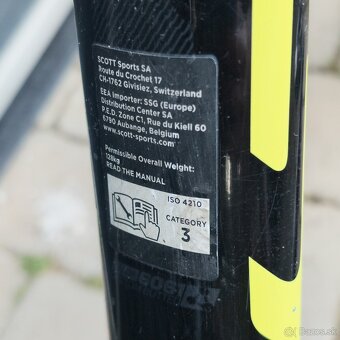 SCOTT Sports SA
Route du Crochet 17
CH-1762 Givisiez, Switzerland
EEA Importer: SSG (Europe)
Distribution Center SA
P.E.D. Zone C1, Rue du Kiell 60
6790 Aubange, Belgium
www.scott-sports.com
Permissible Overall Weight:
128kg
READ THE MANUAL
ISO 4210
CATEGORY
3
bazos.sk